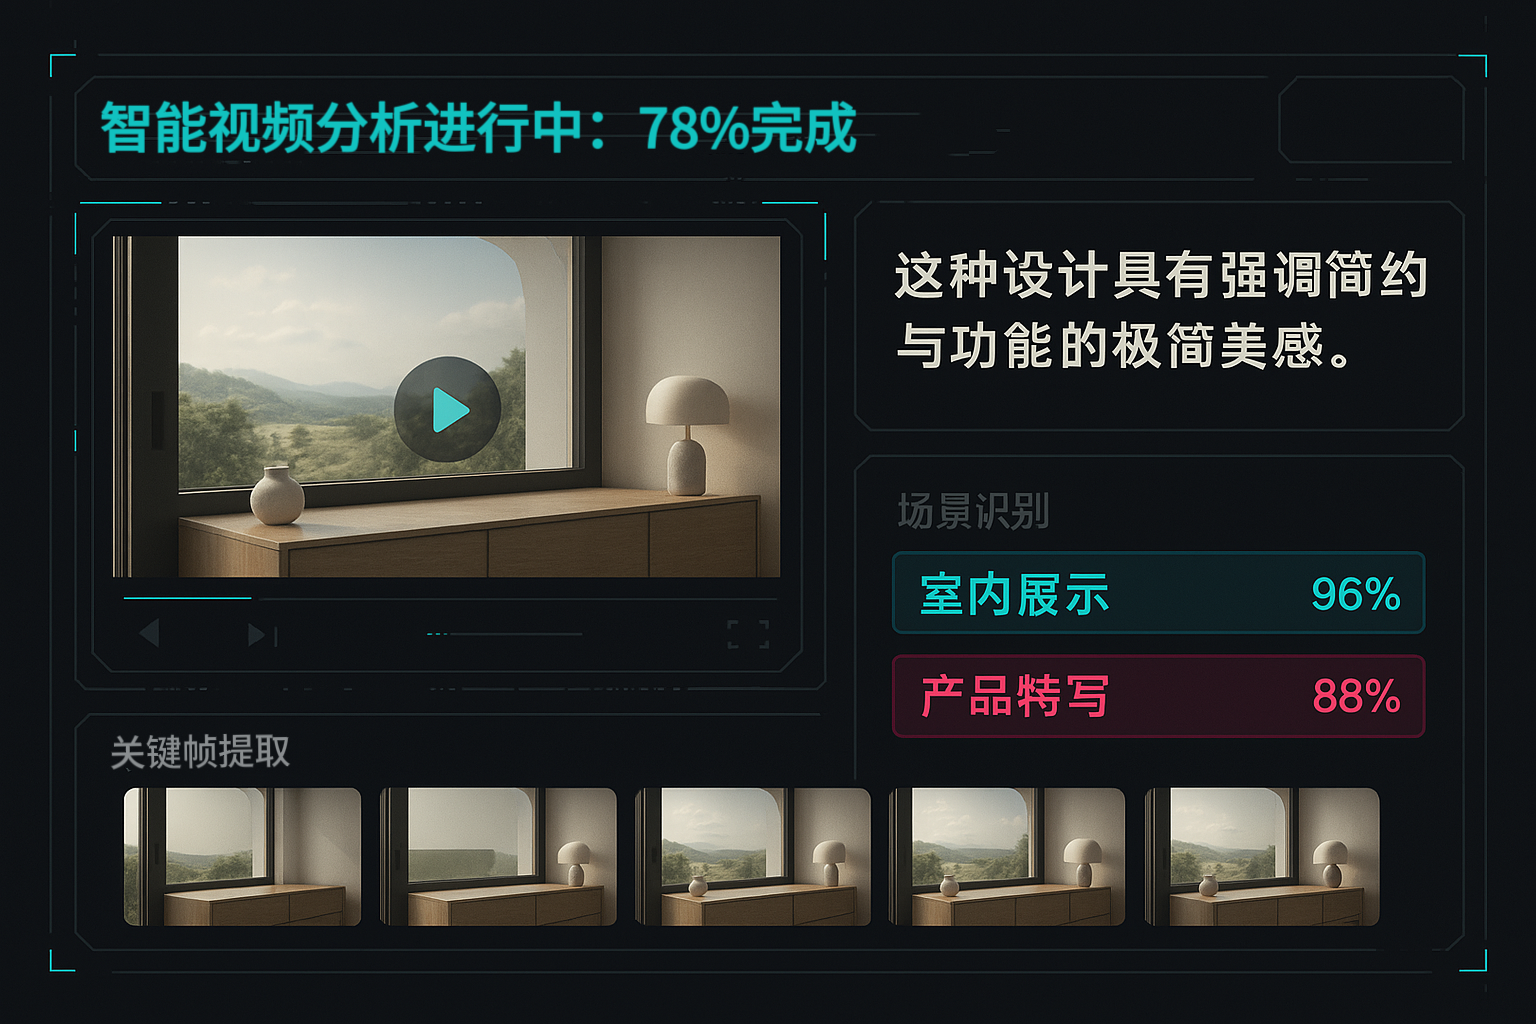 智能视频分析进行中：78%完成
这种设计具有强调简约
与功能的极简美感。
场景识别
室内展示 96%
产品特写 88%
关键帧提取